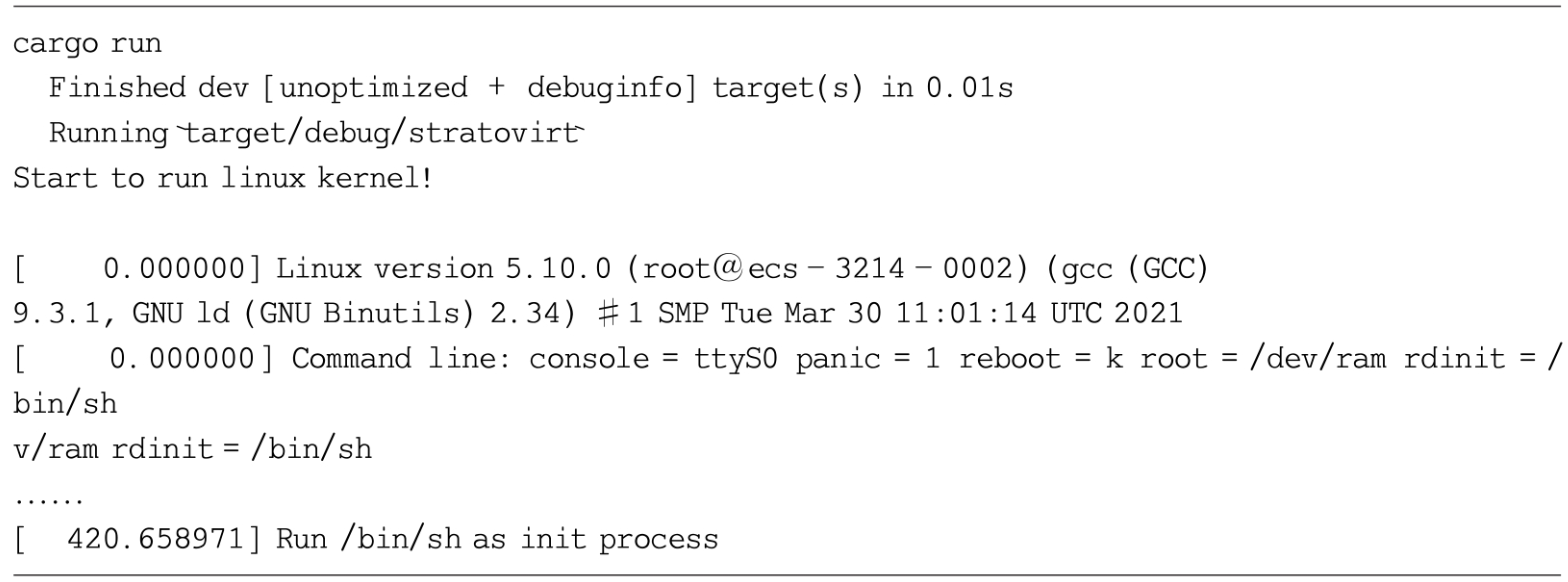 cargo run
Finished dev [unoptimized + debuginfo] target(s) in 0.01s
Running `target/debug/stratovirt`
Start to run linux kernel!
[ 0.000000] Linux version 5.10.0 (root@ecs-3214-0002) (gcc (GCC)
9.3.1, GNU ld (GNU Binutils) 2.34) #1 SMP Tue Mar 30 11:01:14 UTC 2021
[ 0.000000] Command line: console = ttyS0 panic = 1 reboot = k root = /dev/ram rdinit = /
bin/sh
v/ram rdinit = /bin/sh
......
[ 420.658971] Run /bin/sh as init process